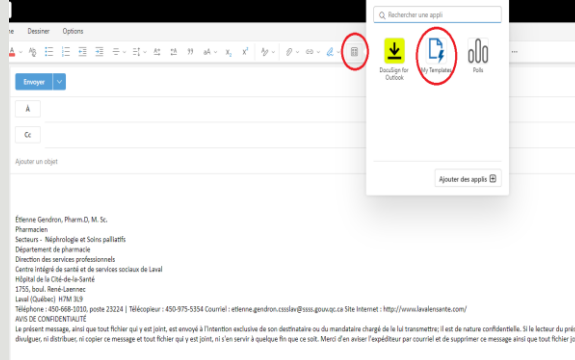 Rechercher une appli
ne Dessiner Options
DocuSign for Outlook
My Templates
Polls
Envoyer
A
Cc
Ajouter un objet
Ajouter des applis
Étienne Gendron, Pharm.D, M. Sc.
Pharmacien
Secteurs - Néphrologie et Soins palliatifs
Département de pharmacie
Direction des services professionnels
Centre intégré de santé et de services sociaux de Laval
Hôpital de la Cité-de-la-Santé
1755, boul. René-Laennec
Laval (Québec) H7M 3L9
Téléphone : 450-668-1010, poste 23224 | Télécopieur : 450-975-5354 Courriel : etienne.gendron.cssslav@ssss.gouv.qc.ca Site Internet : http://www.lavalensante.com/
AVIS DE CONFIDENTIALITÉ
Le présent message, ainsi que tout fichier qui y est joint, est envoyé à l'intention exclusive de son destinataire ou du mandataire chargé de le lui transmettre; il est de nature confidentielle. Si le lecteur du prés
divulguer, ni distribuer, ni copier ce message et tout fichier qui y est joint, ni s'en servir à quelque fin que ce soit. Merci d'en aviser l'expéditeur par courriel et de supprimer ce message ainsi que tout fichier jo